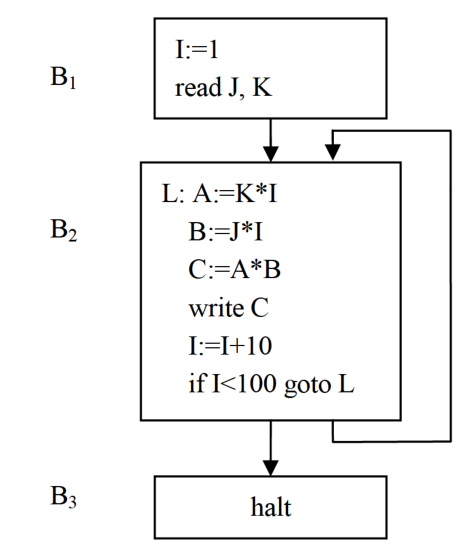 B1
I:=1
read J, K
B2
L: A:=K*I
B:=J*I
C:=A*B
write C
I:=I+10
if I<100 goto L
B3
halt